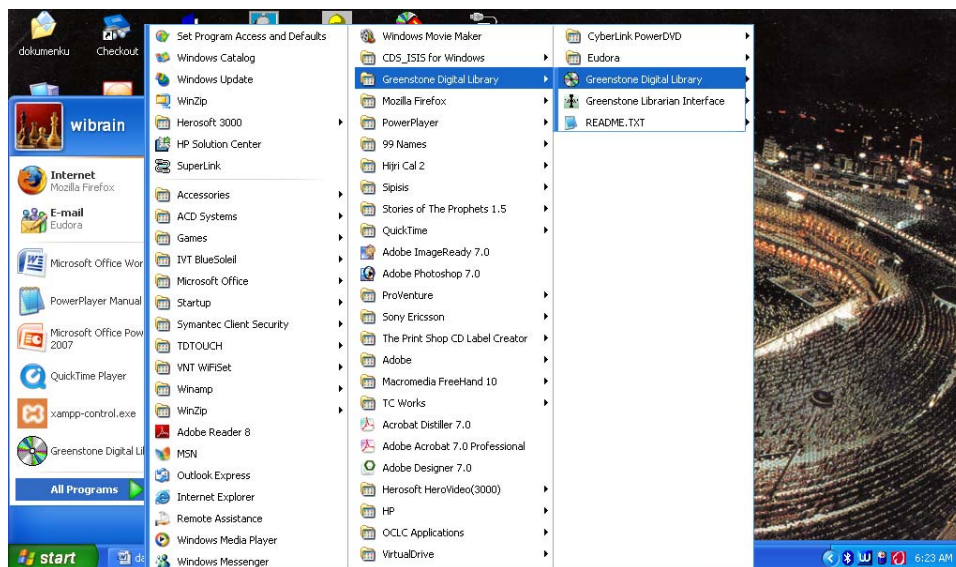 dokumenku
Checkout
wibrain
Internet
Mozilla Firefox
E-mail
Eudora
Microsoft Office Wor
PowerPlayer Manual
Microsoft Office Pow
2007
QuickTime Player
xampp-control.exe
Greenstone Digital Li
All Programs
start
Set Program Access and Defaults
Windows Catalog
Windows Update
WinZip
Herosoft 3000
HP Solution Center
SuperLink
Accessories
ACD Systems
Games
IVT BlueSoleil
Microsoft Office
Startup
Symantec Client Security
TDTOUCH
VNT WiFiSet
Winamp
WinZip
Adobe Reader 8
MSN
Outlook Express
Internet Explorer
Remote Assistance
Windows Media Player
Windows Messenger
Windows Movie Maker
CDS_ISIS for Windows
Greenstone Digital Library
Mozilla Firefox
PowerPlayer
99 Names
Hijri Cal 2
Sipisis
Stories of The Prophets 1.5
QuickTime
Adobe ImageReady 7.0
Adobe Photoshop 7.0
ProVenture
Sony Ericsson
The Print Shop CD Label Creator
Adobe
Macromedia FreeHand 10
TC Works
Acrobat Distiller 7.0
Adobe Acrobat 7.0 Professional
Adobe Designer 7.0
Herosoft HeroVideo(3000)
HP
OCLC Applications
VirtualDrive
CyberLink PowerDVD
Eudora
Greenstone Digital Library
Greenstone Librarian Interface
README.TXT
6:23 AM